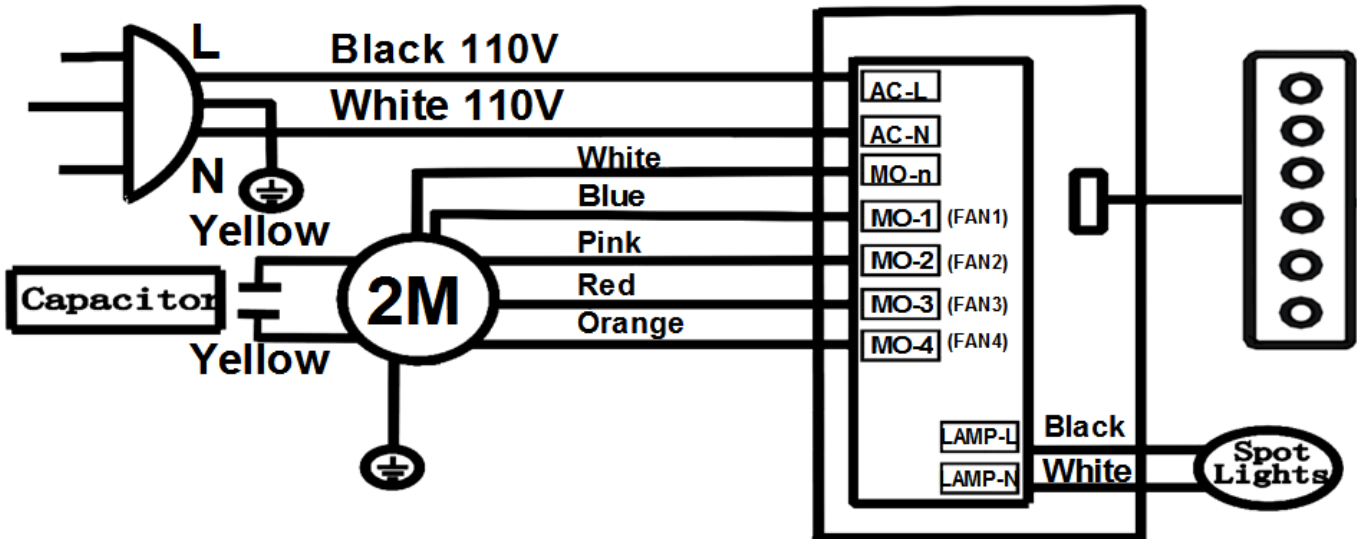 L
Black 110V
White 110V
N
Yellow
Capacitor
Yellow
2M
White
Blue
Pink
Red
Orange
AC-L
AC-N
MO-n
MO-1 (FAN1)
MO-2 (FAN2)
MO-3 (FAN3)
MO-4 (FAN4)
LAMP-L
LAMP-N
Black
White
Spot
Lights